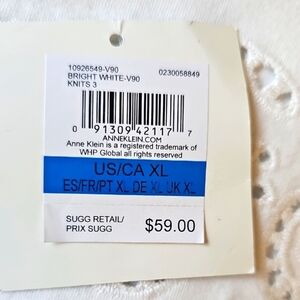 10926549-V90
BRIGHT WHITE-V90 0230058849
KNITS 3
0 91309 42117 7
ANNEKLEIN.COM
Anne Klein is a registered trademark of
WHP Global all rights reserved
US/CA XL
ES/FR/PT XL DE XL UK XL
SUGG RETAIL/
PRIX SUGG $59.00